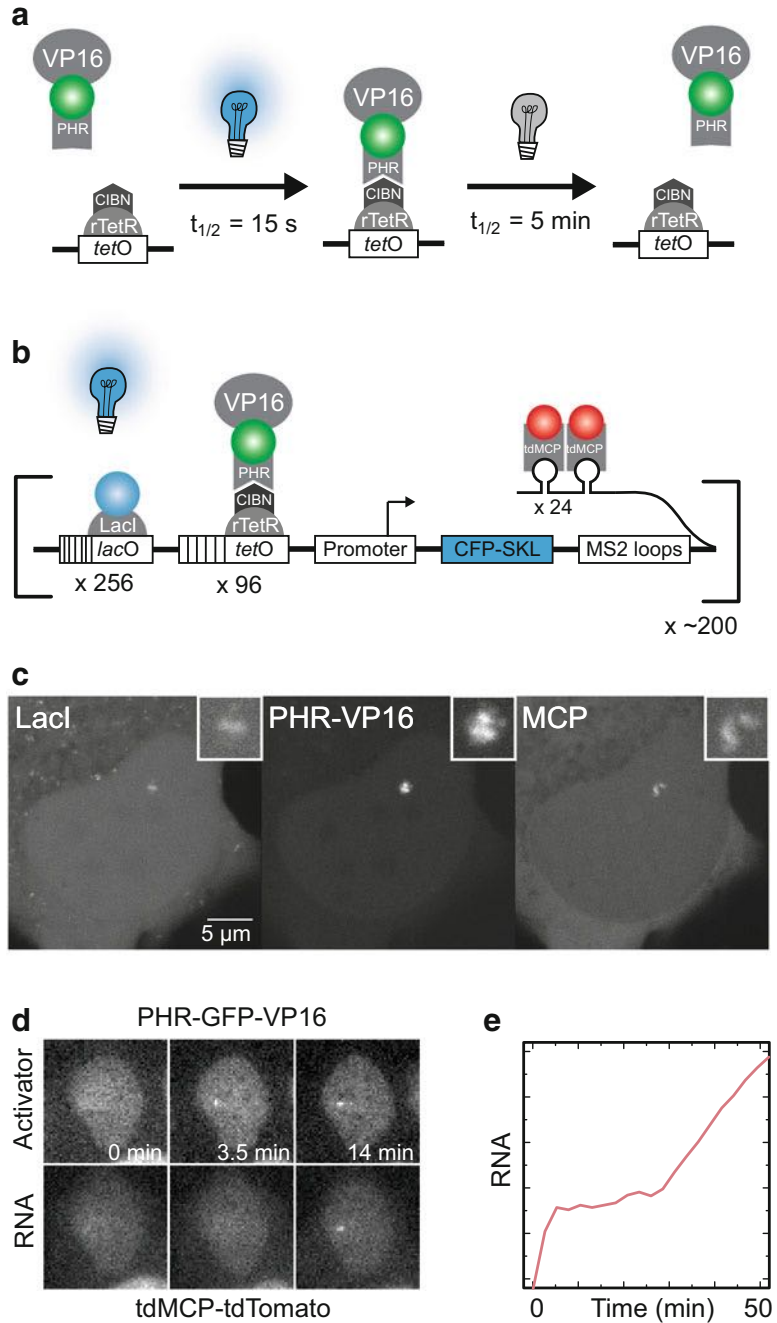 a
VP16
PHR
CIBN
rTetR
tetO
t1/2 = 15 s
VP16
PHR
CIBN
rTetR
tetO
t1/2 = 5 min
VP16
PHR
CIBN
rTetR
tetO
b
VP16
PHR
CIBN
LacI
lacO
x 256
rTetR
tetO
x 96
Promoter
CFP-SKL
tdMCP tdMCP
x 24
MS2 loops
x ~200
c
LacI
PHR-VP16
MCP
5 µm
d
PHR-GFP-VP16
Activator
0 min
3.5 min
14 min
RNA
tdMCP-tdTomato
e
RNA
0
Time (min)
50